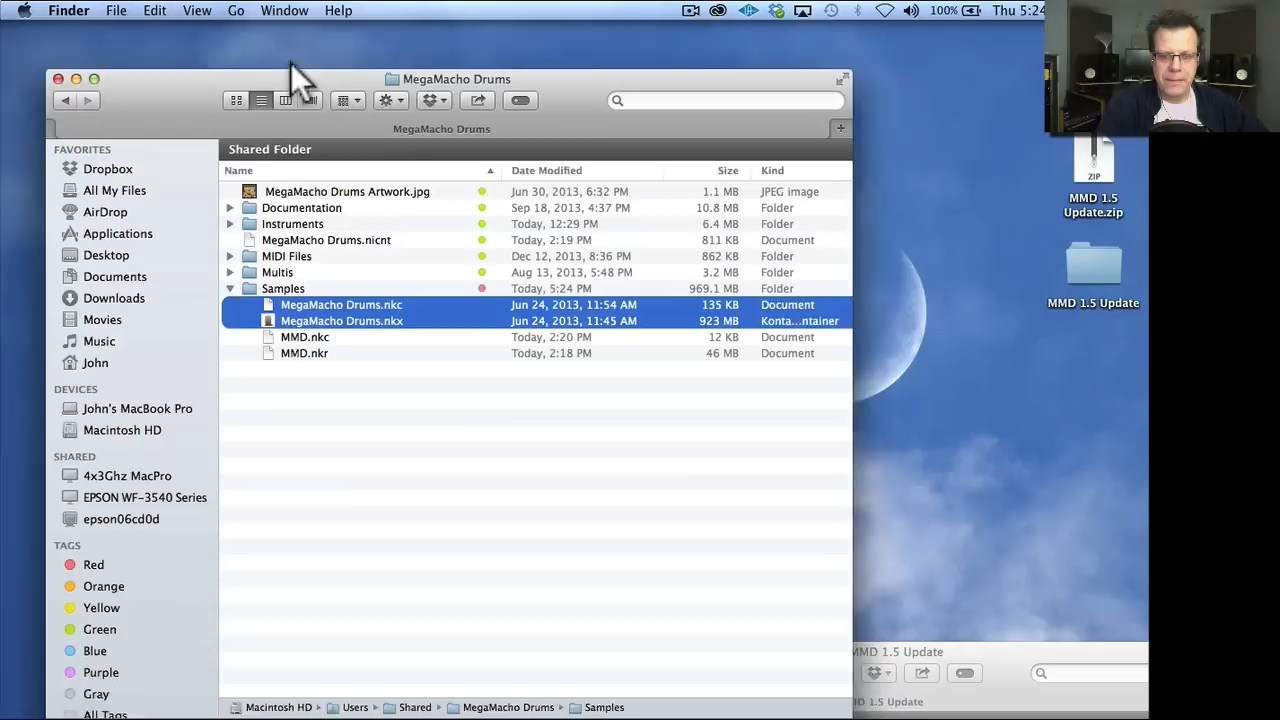 Finder File Edit View Go Window Help 100% Thu 5:24
MegaMacho Drums
MegaMacho Drums
FAVORITES
Dropbox
All My Files
AirDrop
Applications
Desktop
Documents
Downloads
Movies
Music
John
DEVICES
John's MacBook Pro
Macintosh HD
SHARED
4x3Ghz MacPro
EPSON WF-3540 Series
epson06cd0d
TAGS
Red
Orange
Yellow
Green
Blue
Purple
Gray
All Tags
Shared Folder
Name Date Modified Size Kind
MegaMacho Drums Artwork.jpg Jun 30, 2013, 6:32 PM 1.1 MB JPEG image
Documentation Sep 18, 2013, 4:37 PM 10.8 MB Folder
Instruments Today, 12:29 PM 6.4 MB Folder
MegaMacho Drums.nicnt Today, 2:19 PM 811 KB Document
MIDI Files Dec 12, 2013, 8:36 PM 862 KB Folder
Multis Aug 13, 2013, 5:48 PM 3.2 MB Folder
Samples Today, 5:24 PM 969.1 MB Folder
MegaMacho Drums.nkc Jun 24, 2013, 11:54 AM 135 KB Document
MegaMacho Drums.nkx Jun 24, 2013, 11:45 AM 923 MB Konta...ntainer
MMD.nkc Today, 2:20 PM 12 KB Document
MMD.nkr Today, 2:18 PM 46 MB Document
Macintosh HD Users Shared MegaMacho Drums Samples
ZIP
MMD 1.5
Update.zip
MMD 1.5 Update
MMD 1.5 Update
D 1.5 Update